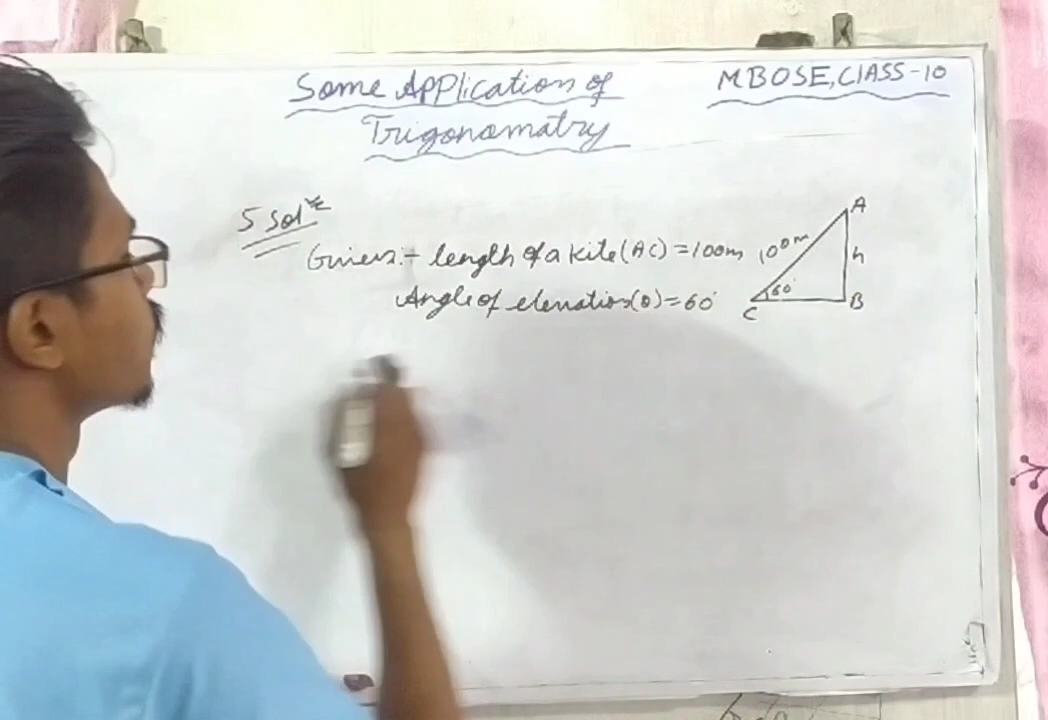 Some Application of
Trigonomatry
MBOSE, ClASS-10
5 Solⁿ
Given:- length of a kite (AC) = 100m
Angle of elevation (θ) = 60°
A
100m
h
60°
C
B